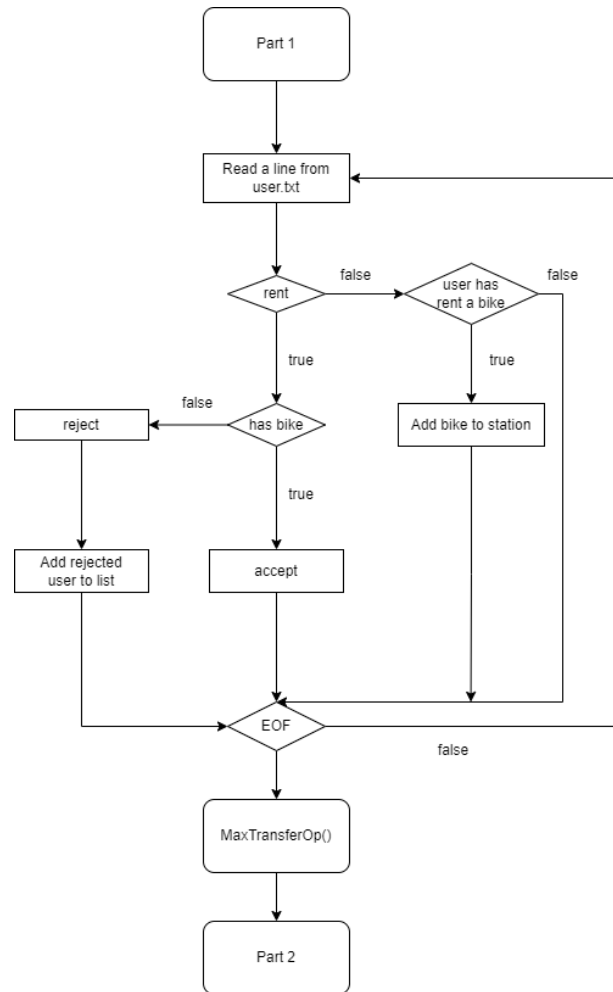 Part 1
Read a line from
user.txt
rent
false
user has
rent a bike
false
true
true
false
reject
has bike
Add bike to station
true
Add rejected
user to list
accept
EOF
false
MaxTransferOp()
Part 2